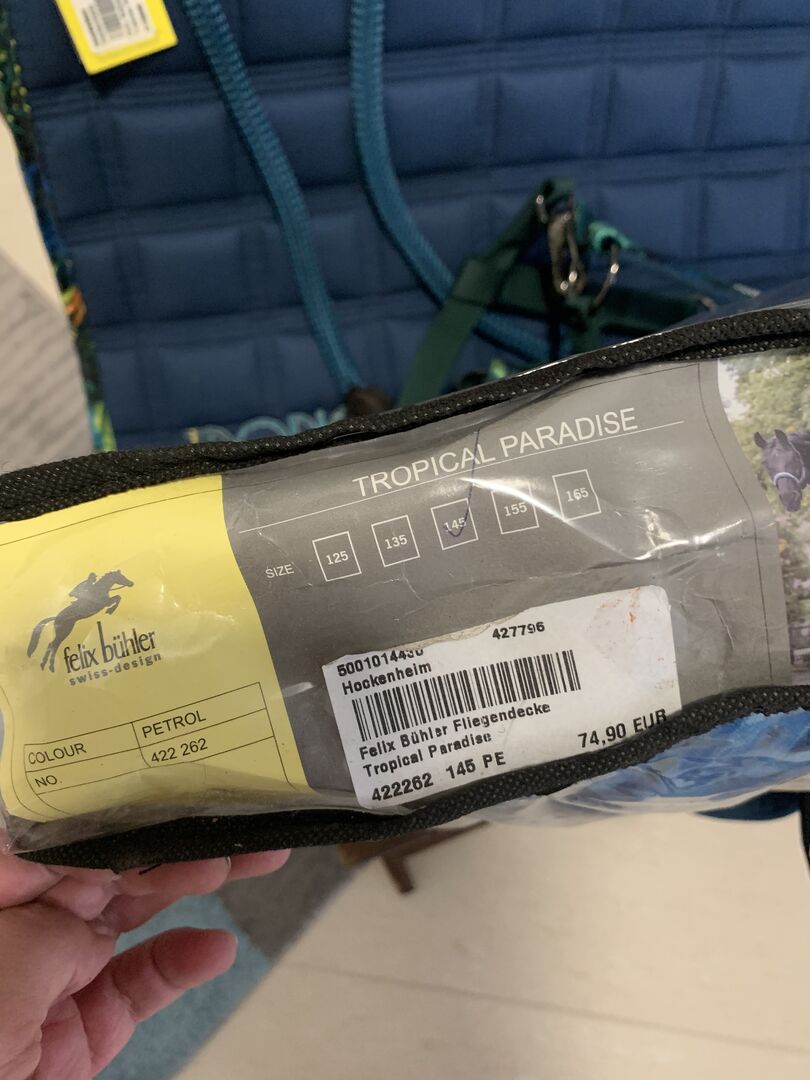 TROPICAL PARADISE
SIZE 125 135 145 155 165
felix bühler
swiss-design
COLOUR PETROL
NO. 422 262
427796
5001014430
Hockenheim
Felix Bühler Fliegendecke
Tropical Paradise 74,90 EUR
422262 145 PE